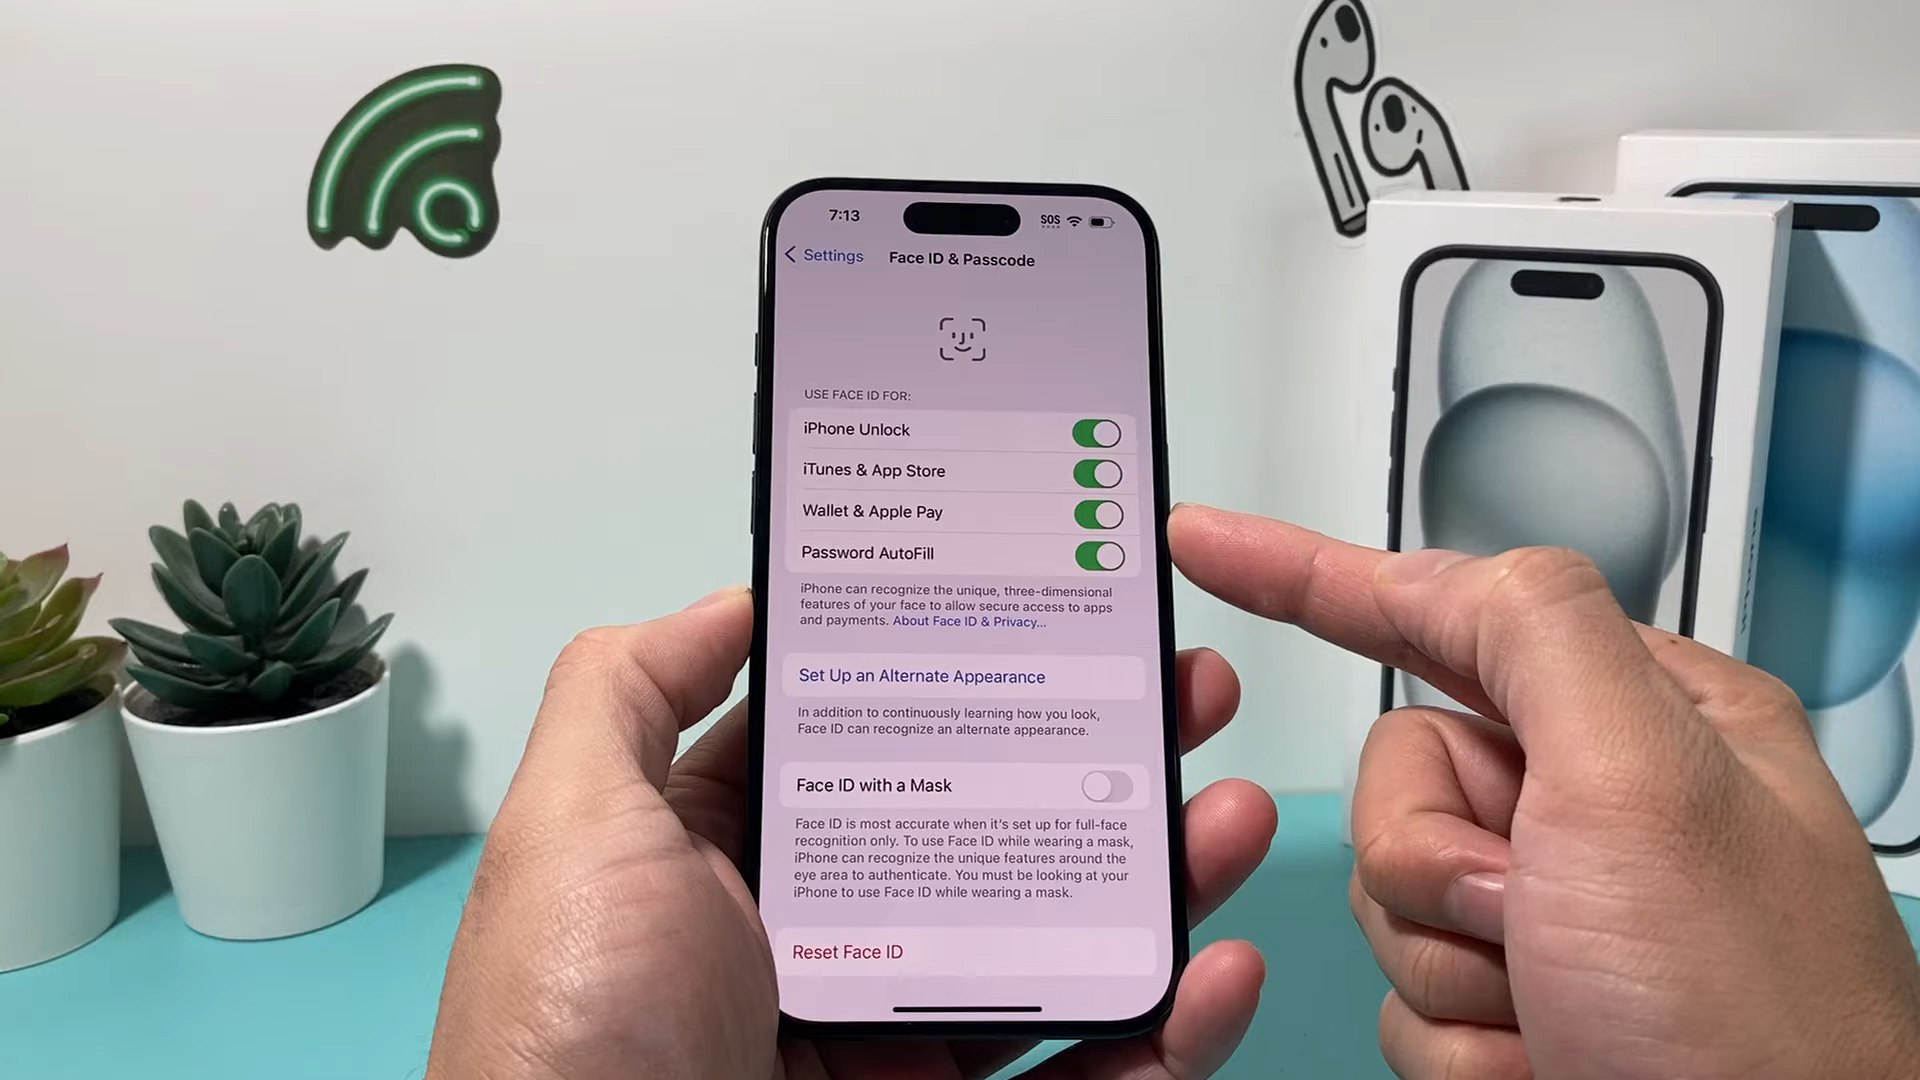 7:13
SOS
Settings
Face ID & Passcode
USE FACE ID FOR:
iPhone Unlock
iTunes & App Store
Wallet & Apple Pay
Password AutoFill
iPhone can recognize the unique, three-dimensional
features of your face to allow secure access to apps
and payments. About Face ID & Privacy...
Set Up an Alternate Appearance
In addition to continuously learning how you look,
Face ID can recognize an alternate appearance.
Face ID with a Mask
Face ID is most accurate when it's set up for full-face
recognition only. To use Face ID while wearing a mask,
iPhone can recognize the unique features around the
eye area to authenticate. You must be looking at your
iPhone to use Face ID while wearing a mask.
Reset Face ID
iPhone